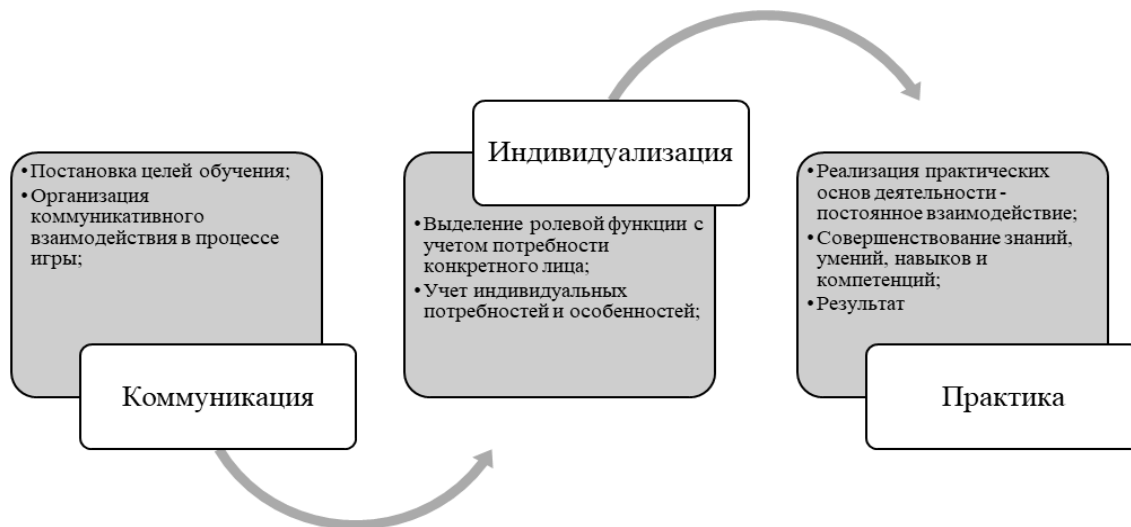 • Постановка целей обучения;
• Организация
коммуникативного
взаимодействия в процессе
игры;
Коммуникация
Индивидуализация
• Выделение ролевой функции с
учетом потребности
конкретного лица;
• Учет индивидуальных
потребностей и особенностей;
• Реализация практических
основ деятельности -
постоянное взаимодействие;
• Совершенствование знаний,
умений, навыков и
компетенций;
• Результат
Практика